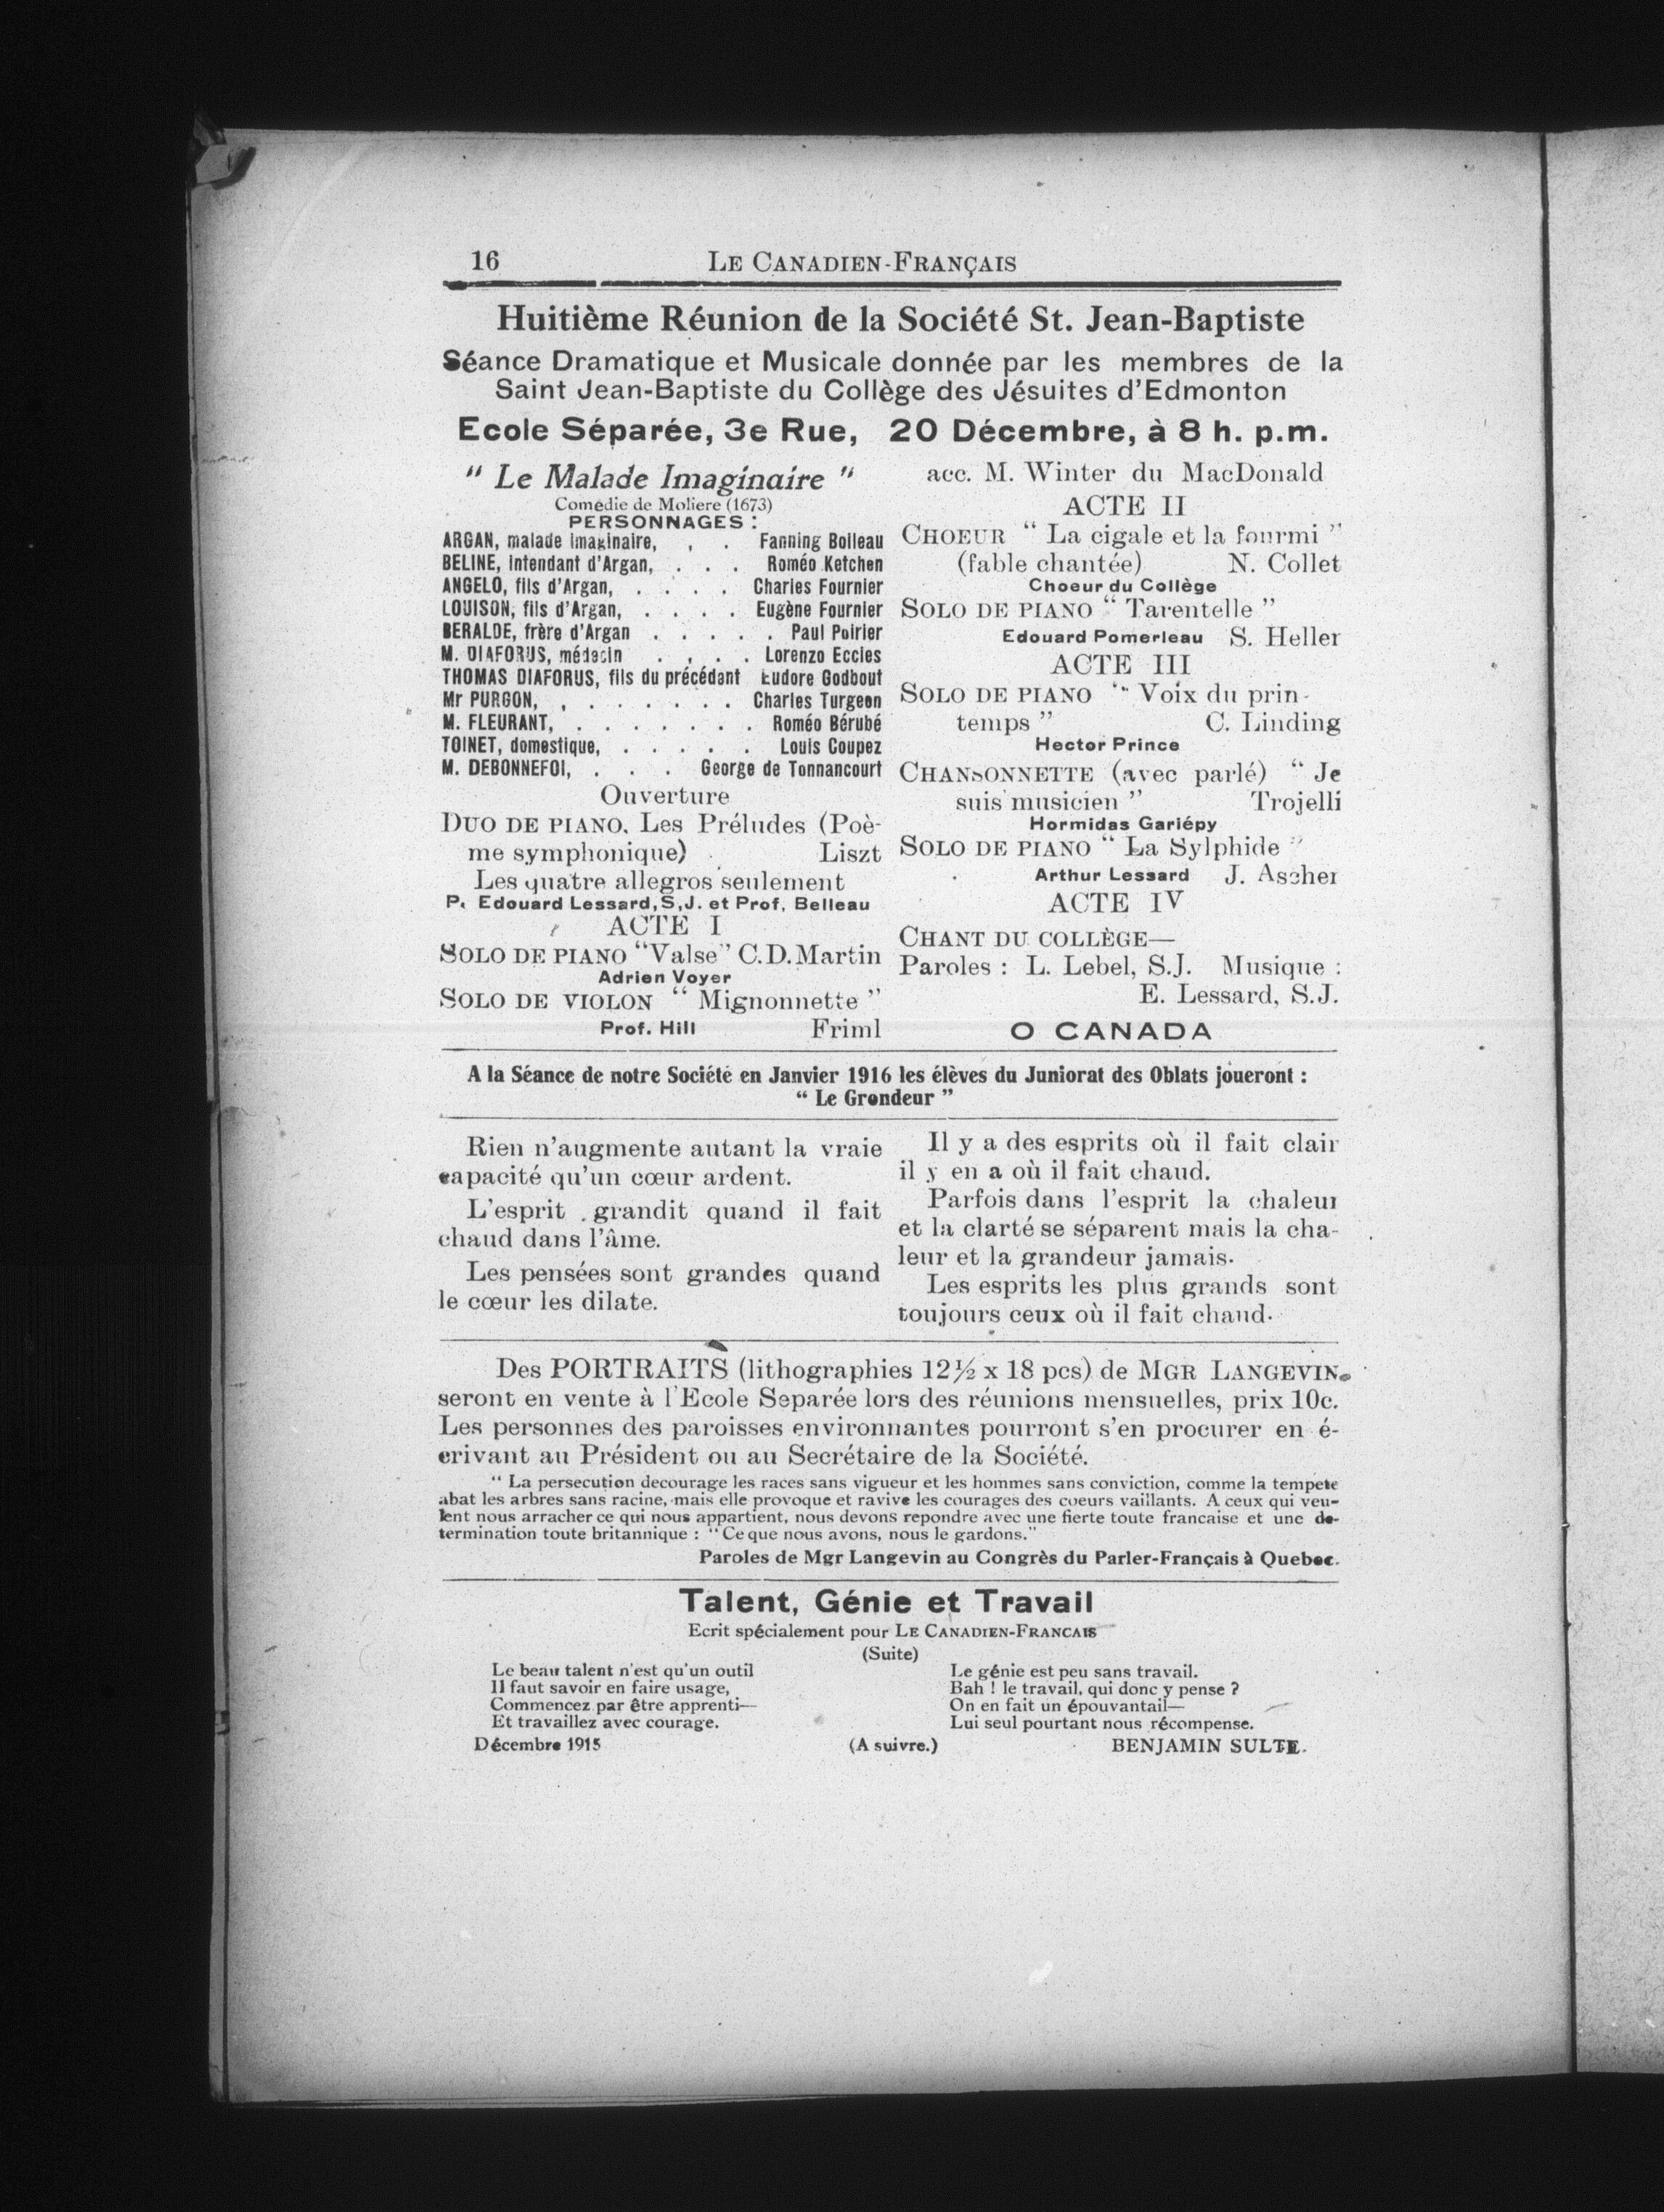 16 LE CANADIEN-FRANÇAIS
Huitième Réunion de la Société St. Jean-Baptiste
Séance Dramatique et Musicale donnée par les membres de la
Saint Jean-Baptiste du Collège des Jésuites d'Edmonton
Ecole Séparée, 3e Rue, 20 Décembre, à 8 h. p.m.
" Le Malade Imaginaire "
Comédie de Moliere (1673)
PERSONNAGES :
ARGAN, malade imaginaire, , . Fanning Boileau
BELINE, intendant d'Argan, . . . Roméo Ketchen
ANGELO, fils d'Argan, . . . . Charles Fournier
LOUISON, fils d'Argan, . . . . Eugène Fournier
BERALDE, frère d'Argan . . . . . Paul Poirier
M. DIAFORUS, médecin . , . . Lorenzo Eccles
THOMAS DIAFORUS, fils du précédant Eudore Godbout
Mr PURGON, , . . . . . . Charles Turgeon
M. FLEURANT, . . . . . . . Roméo Bérubé
TOINET, domestique, . . . . . Louis Coupez
M. DEBONNEFOI, . . . George de Tonnancourt
Ouverture
DUO DE PIANO. Les Préludes (Poè-
me symphonique) Liszt
Les quatre allegros seulement
P. Edouard Lessard, S,J. et Prof. Belleau
ACTE I
SOLO DE PIANO "Valse" C.D. Martin
Adrien Voyer
SOLO DE VIOLON " Mignonnette "
Prof. Hill Friml
acc. M. Winter du MacDonald
ACTE II
CHOEUR " La cigale et la fourmi "
(fable chantée) N. Collet
Choeur du Collège
SOLO DE PIANO " Tarentelle "
Edouard Pomerleau S. Heller
ACTE III
SOLO DE PIANO " Voix du prin-
temps " C. Linding
Hector Prince
CHANSONNETTE (avec parlé) " Je
suis musicien " Trojelli
Hormidas Gariépy
SOLO DE PIANO " La Sylphide "
Arthur Lessard J. Ascher
ACTE IV
CHANT DU COLLÈGE—
Paroles : L. Lebel, S.J. Musique :
E. Lessard, S.J.
O CANADA
A la Séance de notre Société en Janvier 1916 les élèves du Juniorat des Oblats joueront :
" Le Grondeur "
Rien n'augmente autant la vraie
capacité qu'un cœur ardent.
L'esprit grandit quand il fait
chaud dans l'âme.
Les pensées sont grandes quand
le cœur les dilate.
Il y a des esprits où il fait clair
il y en a où il fait chaud.
Parfois dans l'esprit la chaleur
et la clarté se séparent mais la cha-
leur et la grandeur jamais.
Les esprits les plus grands sont
toujours ceux où il fait chaud.
Des PORTRAITS (lithographies 12½ x 18 pcs) de MGR LANGEVIN.
seront en vente à l'Ecole Separée lors des réunions mensuelles, prix 10c.
Les personnes des paroisses environnantes pourront s'en procurer en é-
crivant au Président ou au Secrétaire de la Société.
" La persecution decourage les races sans vigueur et les hommes sans conviction, comme la tempete
abat les arbres sans racine, mais elle provoque et ravive les courages des coeurs vaillants. A ceux qui veu-
lent nous arracher ce qui nous appartient, nous devons repondre avec une fierte toute francaise et une de-
termination toute britannique : "Ce que nous avons, nous le gardons."
Paroles de Mgr Langevin au Congrès du Parler-Français à Quebec.
Talent, Génie et Travail
Ecrit spécialement pour LE CANADIEN-FRANCAIS
(Suite)
Le beau talent n'est qu'un outil
Il faut savoir en faire usage,
Commencez par être apprenti—
Et travaillez avec courage.
Le génie est peu sans travail.
Bah ! le travail, qui donc y pense ?
On en fait un épouvantail—
Lui seul pourtant nous récompense.
Décembre 1915 (A suivre.) BENJAMIN SULTE.